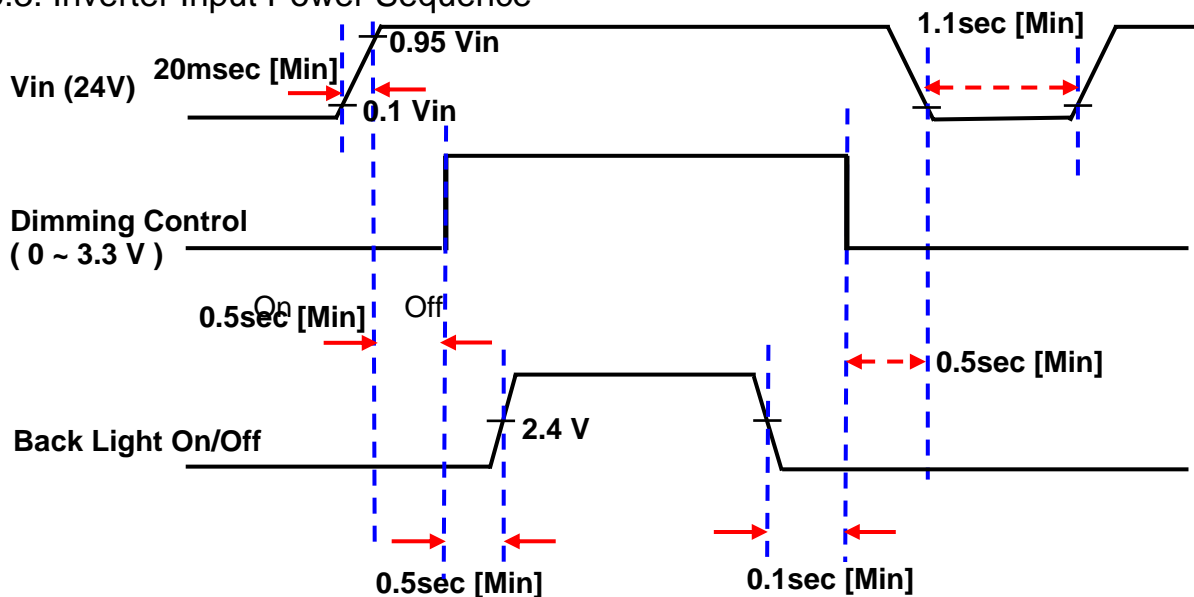 Inverter Input Power Sequence
1.1sec [Min]
0.95 Vin
20msec [Min]
Vin (24V)
0.1 Vin
Dimming Control
( 0 ~ 3.3 V )
On
Off
0.5sec [Min]
0.5sec [Min]
2.4 V
Back Light On/Off
0.5sec [Min]
0.1sec [Min]